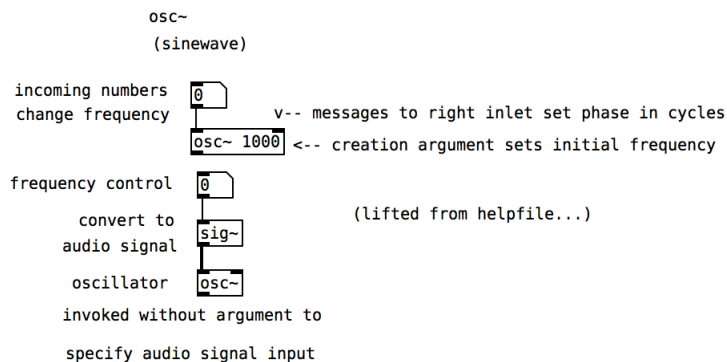 osc~
(sinewave)
incoming numbers
change frequency
0
v-- messages to right inlet set phase in cycles
osc~ 1000
<-- creation argument sets initial frequency
frequency control
0
convert to
audio signal
sig~
(lifted from helpfile...)
oscillator
osc~
invoked without argument to
specify audio signal input